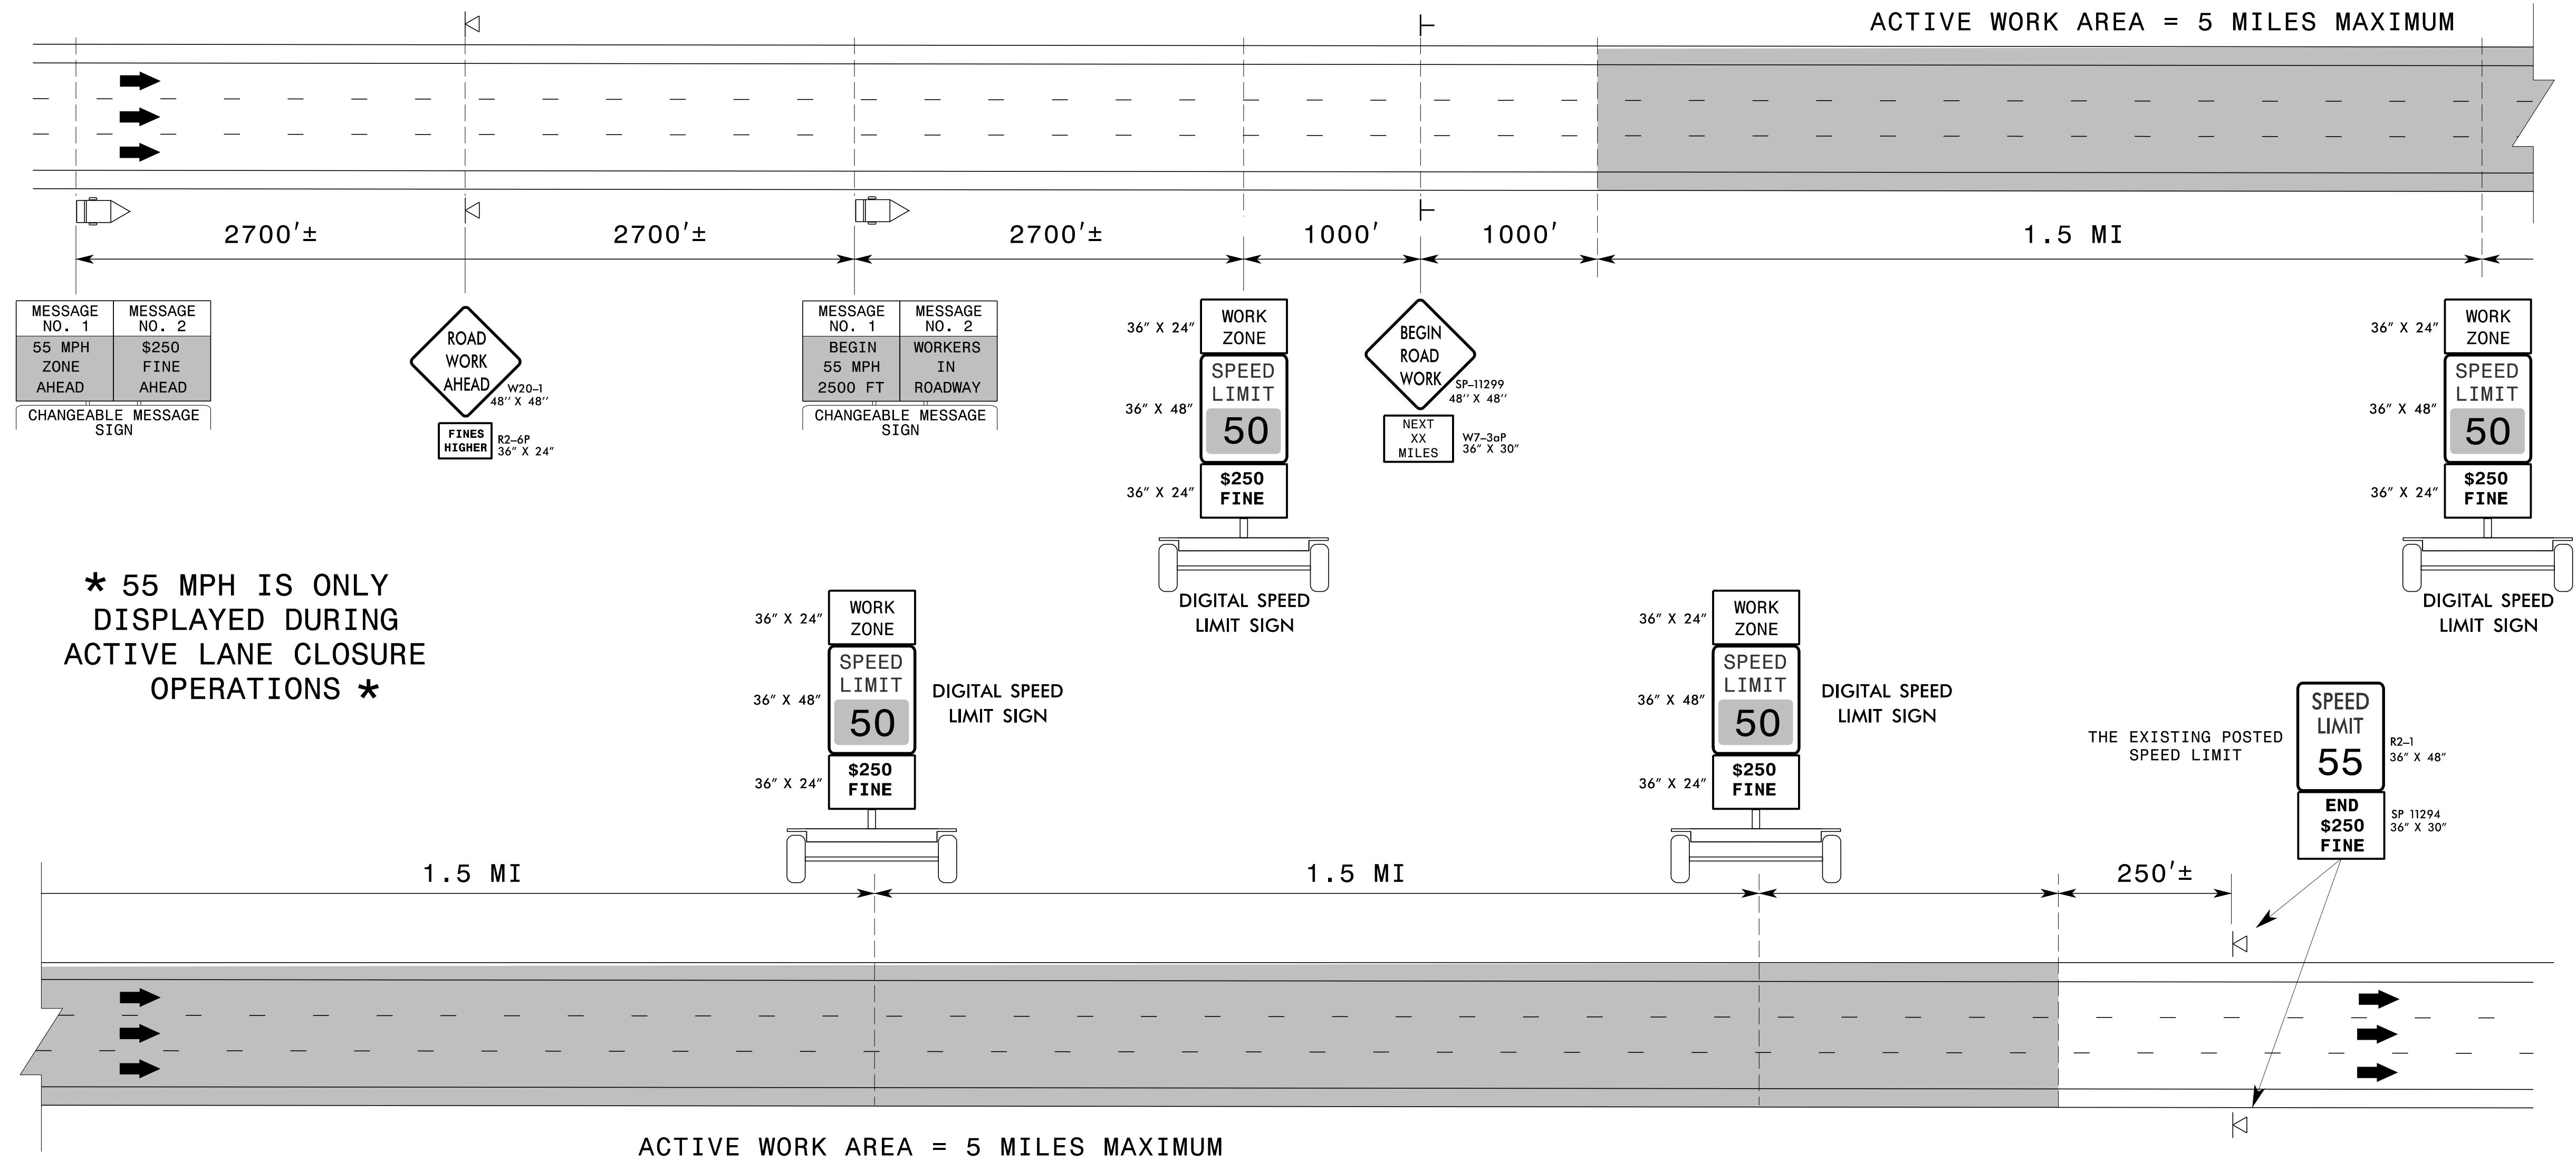 ACTIVE WORK AREA = 5 MILES MAXIMUM
2700'±
2700'±
2700'±
1000'
1000'
1.5 MI
MESSAGE
NO. 1
MESSAGE
NO. 2
55 MPH
ZONE
AHEAD
$250
FINE
AHEAD
CHANGEABLE MESSAGE
SIGN
ROAD
WORK
AHEAD
W20-1
48'' X 48''
FINES
HIGHER
R2-6P
36" X 24"
MESSAGE
NO. 1
MESSAGE
NO. 2
BEGIN
55 MPH
2500 FT
WORKERS
IN
ROADWAY
CHANGEABLE MESSAGE
SIGN
36" X 24"
WORK
ZONE
36" X 48"
SPEED
LIMIT
50
36" X 24"
$250
FINE
DIGITAL SPEED
LIMIT SIGN
BEGIN
ROAD
WORK
SP-11299
48'' X 48''
NEXT
XX
MILES
W7-3aP
36" X 30"
36" X 24"
WORK
ZONE
36" X 48"
SPEED
LIMIT
50
36" X 24"
$250
FINE
DIGITAL SPEED
LIMIT SIGN
* 55 MPH IS ONLY
DISPLAYED DURING
ACTIVE LANE CLOSURE
OPERATIONS *
36" X 24"
WORK
ZONE
36" X 48"
SPEED
LIMIT
50
36" X 24"
$250
FINE
DIGITAL SPEED
LIMIT SIGN
36" X 24"
WORK
ZONE
36" X 48"
SPEED
LIMIT
50
36" X 24"
$250
FINE
DIGITAL SPEED
LIMIT SIGN
THE EXISTING POSTED
SPEED LIMIT
SPEED
LIMIT
55
R2-1
36" X 48"
END
$250
FINE
SP 11294
36" X 30"
1.5 MI
1.5 MI
250'±
ACTIVE WORK AREA = 5 MILES MAXIMUM